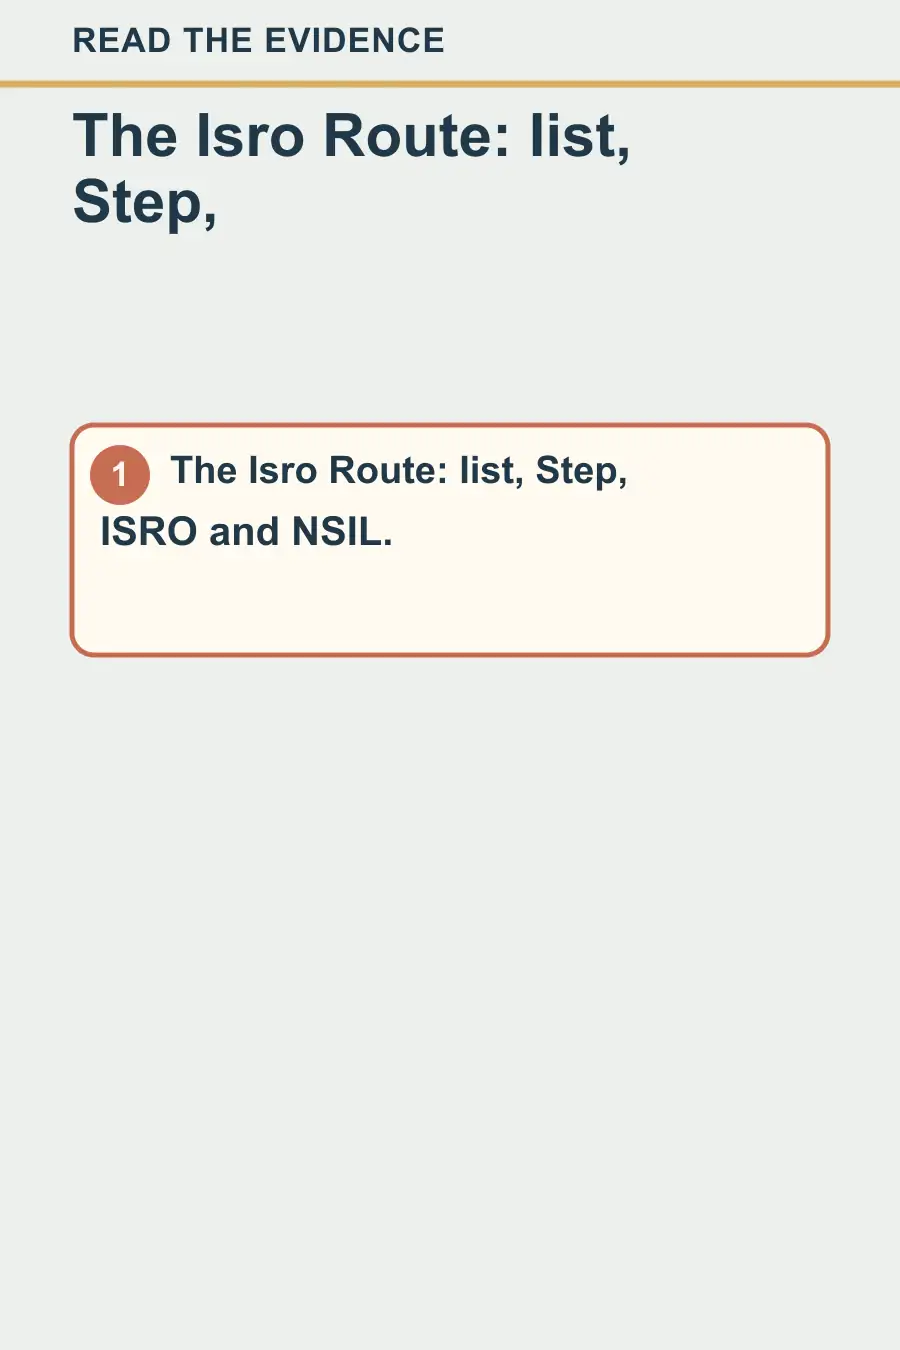 READ THE EVIDENCE
The Isro Route: list,
Step,
1
The Isro Route: list, Step,
ISRO and NSIL.